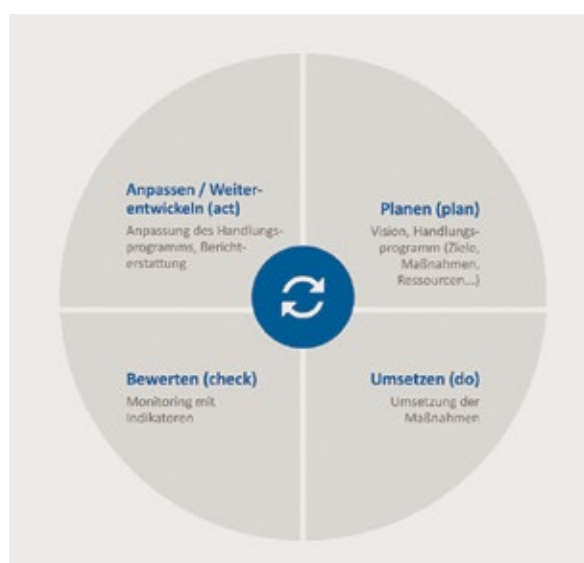 Anpassen / Weiter-
entwickeln (act)
Anpassung des Handlungs-
programms, Bericht-
erstattung
Planen (plan)
Vision, Handlungs-
programm (Ziele,
Maßnahmen,
Ressourcen...)
Bewerten (check)
Monitoring mit
Indikatoren
Umsetzen (do)
Umsetzung der
Maßnahmen